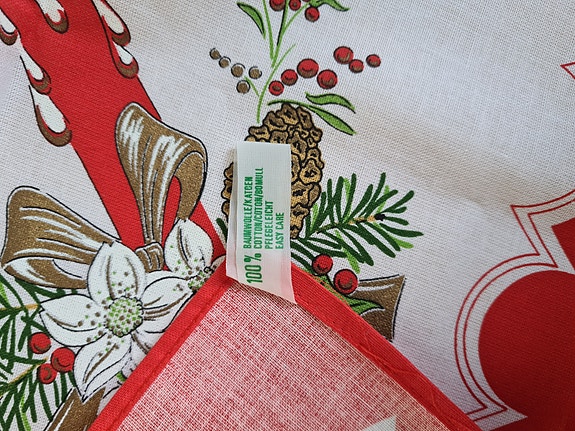 100% BAUMWOLLE/KATOEN
COTTON/COTON/BOMULL
PFLEGELEICHT
EASY CARE